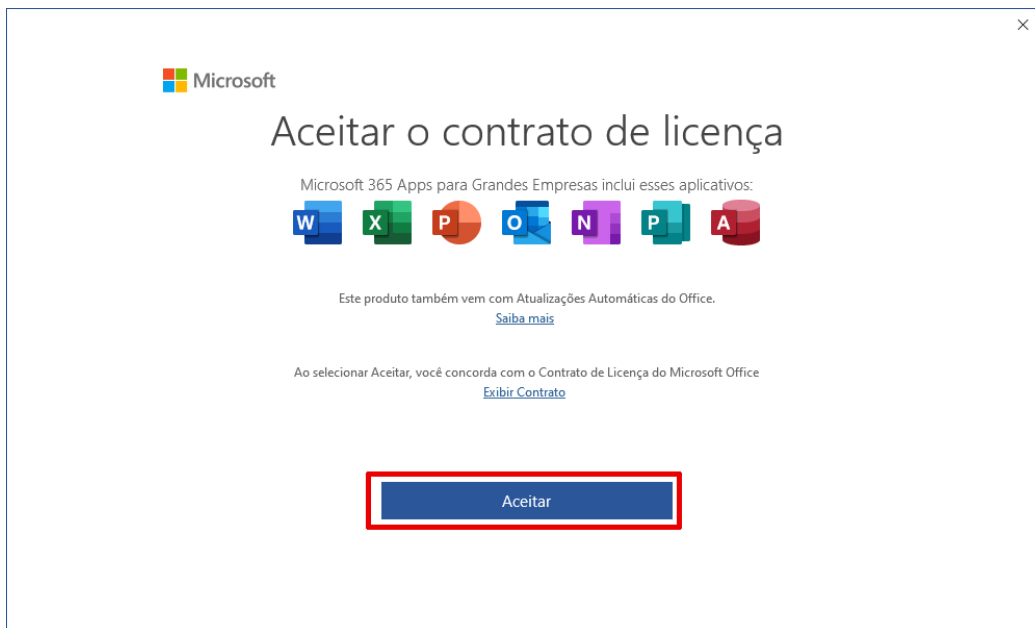 Microsoft
Aceitar o contrato de licença
Microsoft 365 Apps para Grandes Empresas inclui esses aplicativos:
W X P O N P A
Este produto também vem com Atualizações Automáticas do Office.
Saiba mais
Ao selecionar Aceitar, você concorda com o Contrato de Licença do Microsoft Office
Exibir Contrato
Aceitar